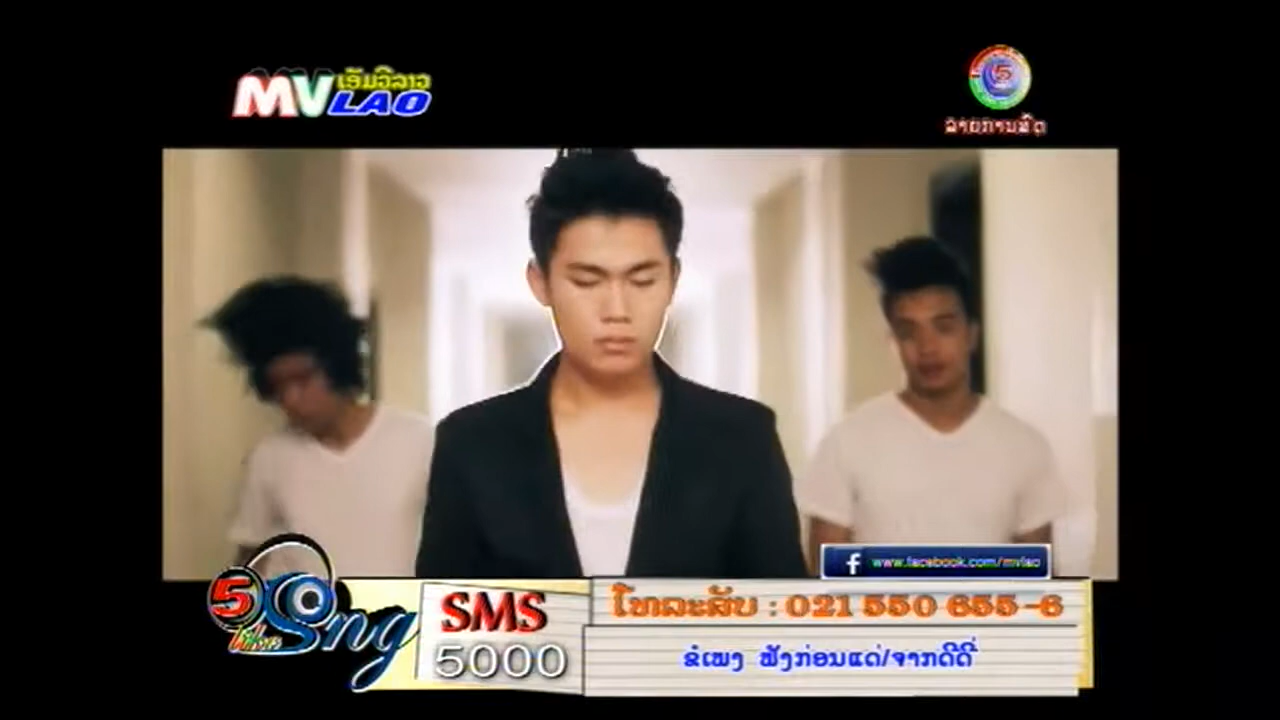 MV ເອັມວີລາວ
LAO
5
ລາຍການສົດ
www.facebook.com/mvlao
5 Song
SMS
5000
ໂທລະສັບ : 021 550 655-6
ຂໍເພງ ຟັງກ່ອນແດ່/ຈາກດີດີ່